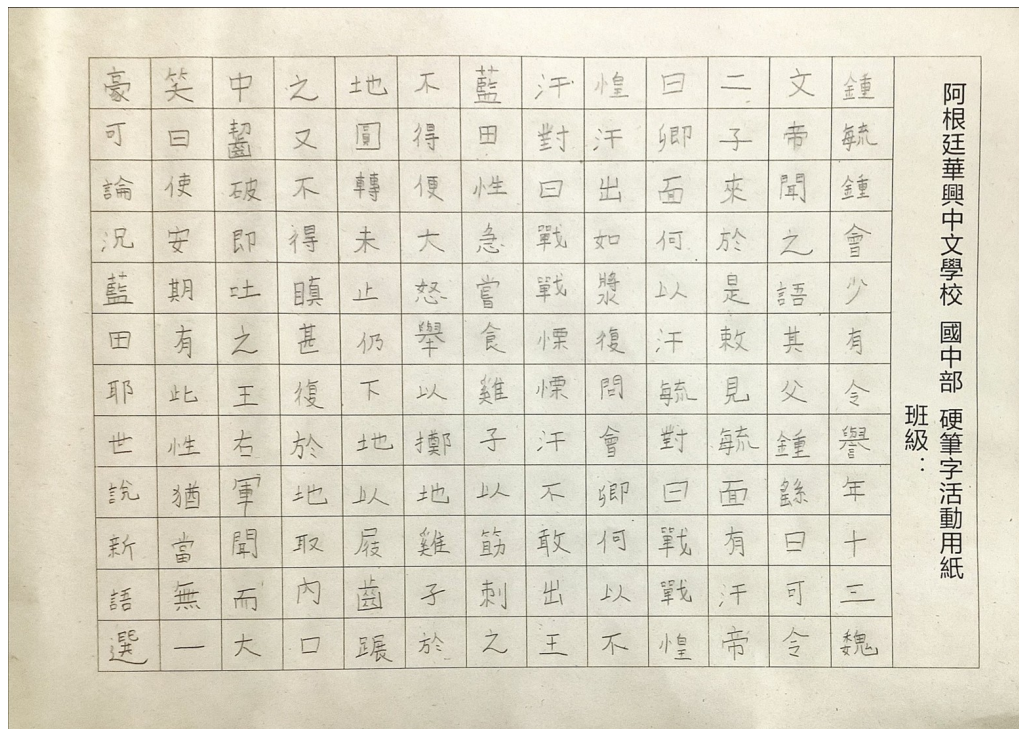 阿根廷華興中文學校 國中部 硬筆字活動用紙
班級：
鍾毓鍾會少有令譽年十三魏
文帝聞之語其父鍾繇曰可令
二子來於是敕見毓面有汗帝
曰卿面何以汗毓對曰戰戰惶
惶汗出如漿復問會卿何以不
汗對曰戰戰慄慄汗不敢出王
藍田性急嘗食雞子以筯刺之
不得便大怒舉以擲地雞子於
地圓轉未止仍下地以屐齒蹍
之又不得瞋甚復於地取內口
中齧破即吐之王右軍聞而大
笑曰使安期有此性猶當無一
豪可論況藍田耶世說新語選